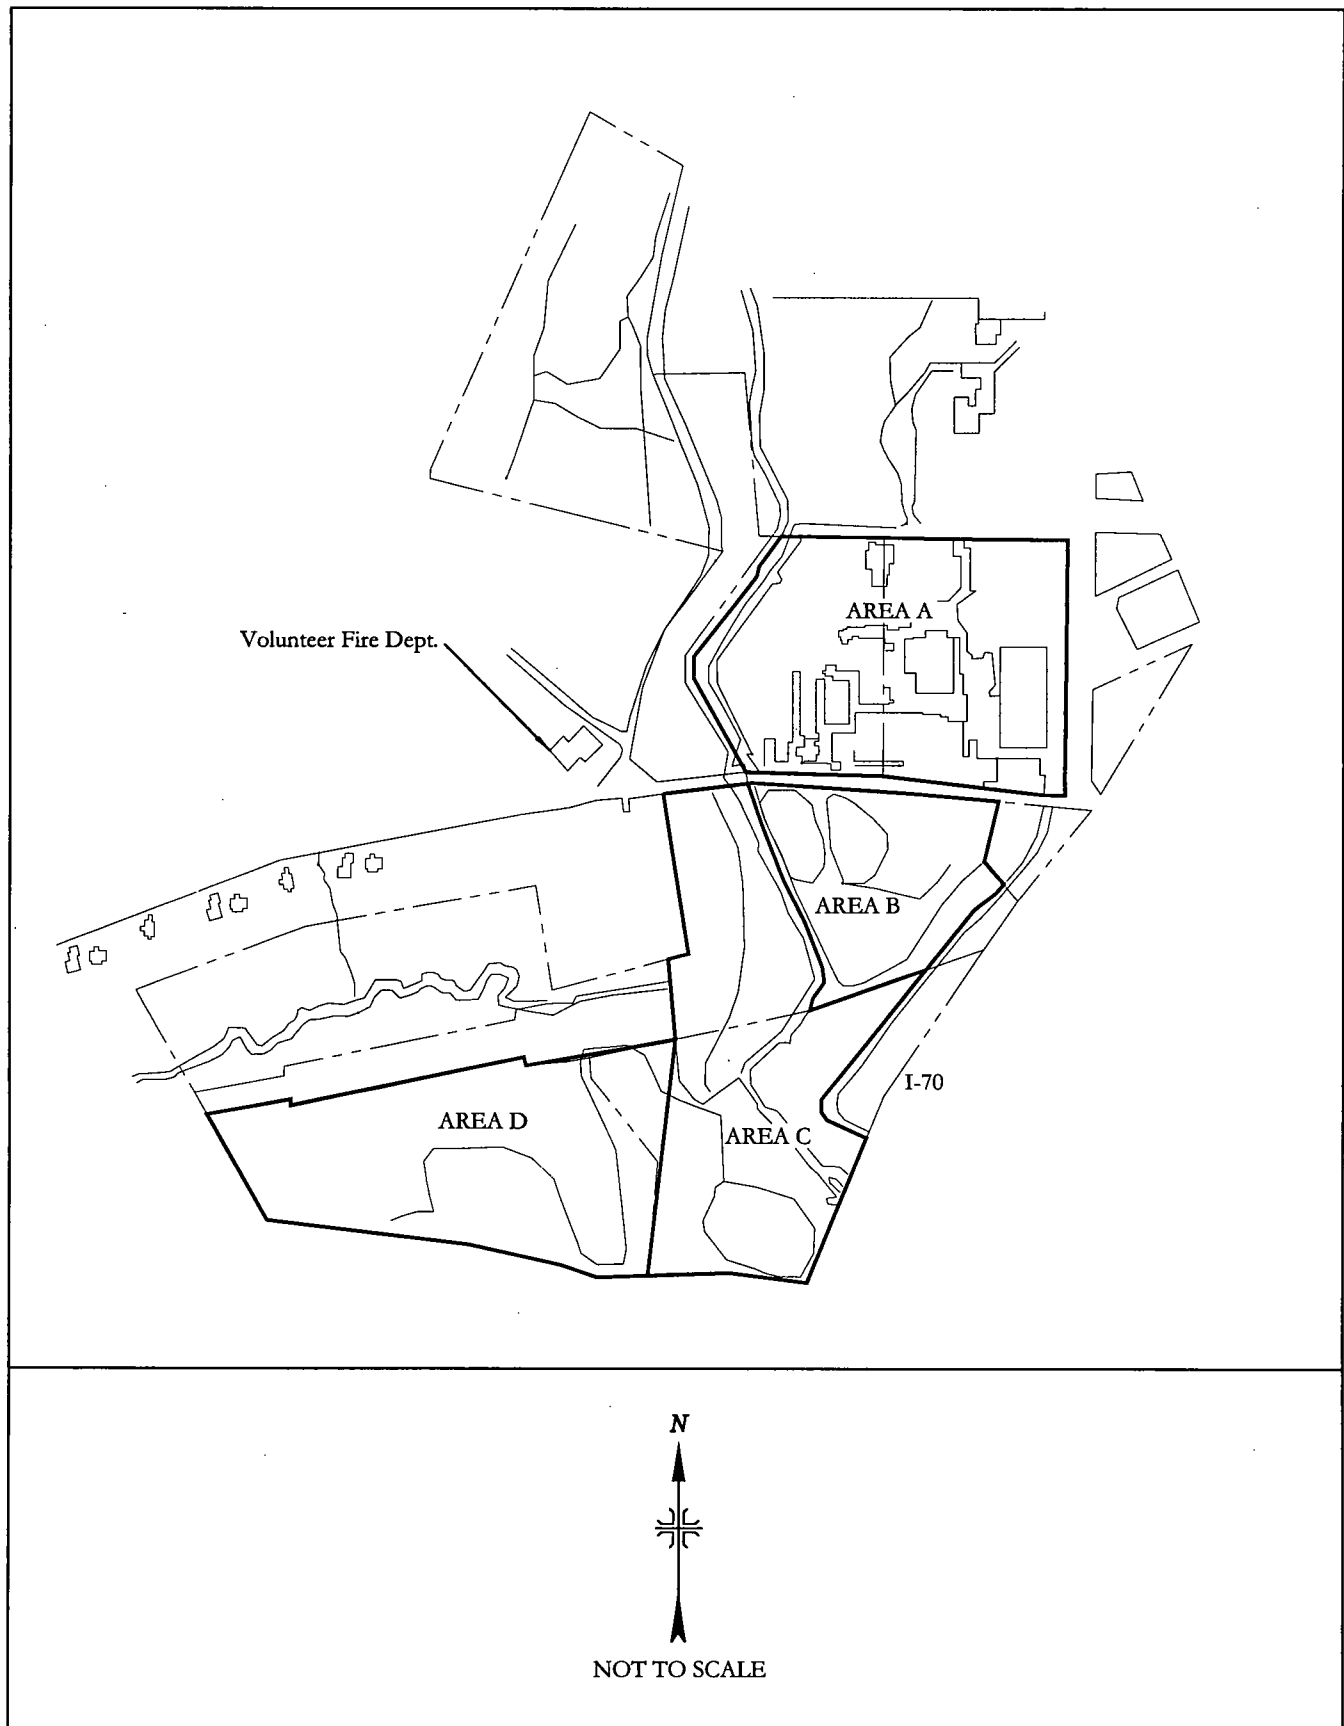 AREA A
Volunteer Fire Dept.
AREA B
I-70
AREA D
AREA C
N
NOT TO SCALE